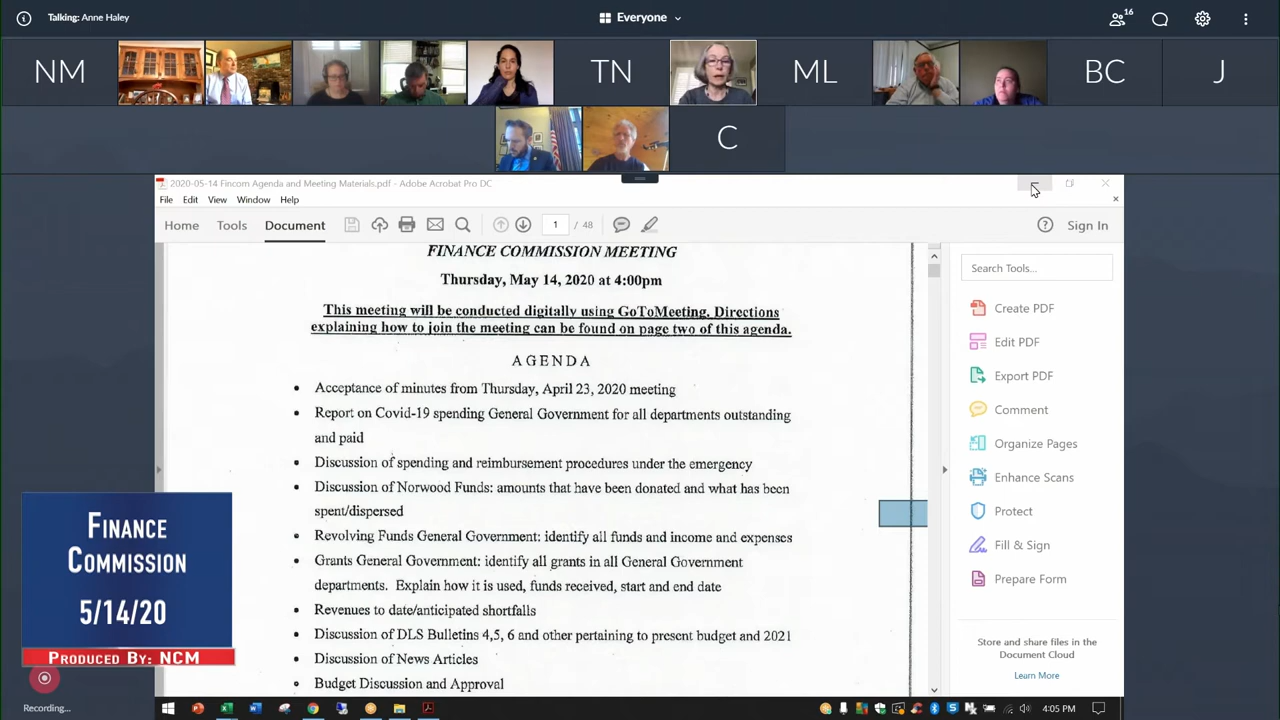 Talking: Anne Haley
Everyone
16
NM
TN
ML
BC
J
C
2020-05-14 Fincom Agenda and Meeting Materials.pdf - Adobe Acrobat Pro DC
File Edit View Window Help
Home Tools Document 1 / 48 Sign In
FINANCE COMMISSION MEETING
Thursday, May 14, 2020 at 4:00pm
This meeting will be conducted digitally using GoToMeeting. Directions
explaining how to join the meeting can be found on page two of this agenda.
AGENDA
• Acceptance of minutes from Thursday, April 23, 2020 meeting
• Report on Covid-19 spending General Government for all departments outstanding
and paid
• Discussion of spending and reimbursement procedures under the emergency
• Discussion of Norwood Funds: amounts that have been donated and what has been
spent/dispersed
• Revolving Funds General Government: identify all funds and income and expenses
• Grants General Government: identify all grants in all General Government
departments. Explain how it is used, funds received, start and end date
• Revenues to date/anticipated shortfalls
• Discussion of DLS Bulletins 4,5, 6 and other pertaining to present budget and 2021
• Discussion of News Articles
• Budget Discussion and Approval
Search Tools...
Create PDF
Edit PDF
Export PDF
Comment
Organize Pages
Enhance Scans
Protect
Fill & Sign
Prepare Form
Store and share files in the
Document Cloud
Learn More
FINANCE
COMMISSION
5/14/20
PRODUCED BY: NCM
Recording...
4:05 PM